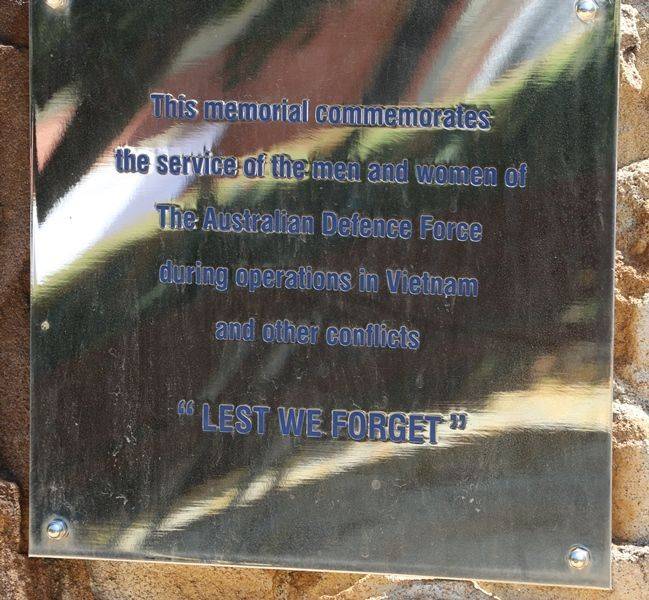 This memorial commemorates
the service of the men and women of
The Australian Defence Force
during operations in Vietnam
and other conflicts
“ LEST WE FORGET ”